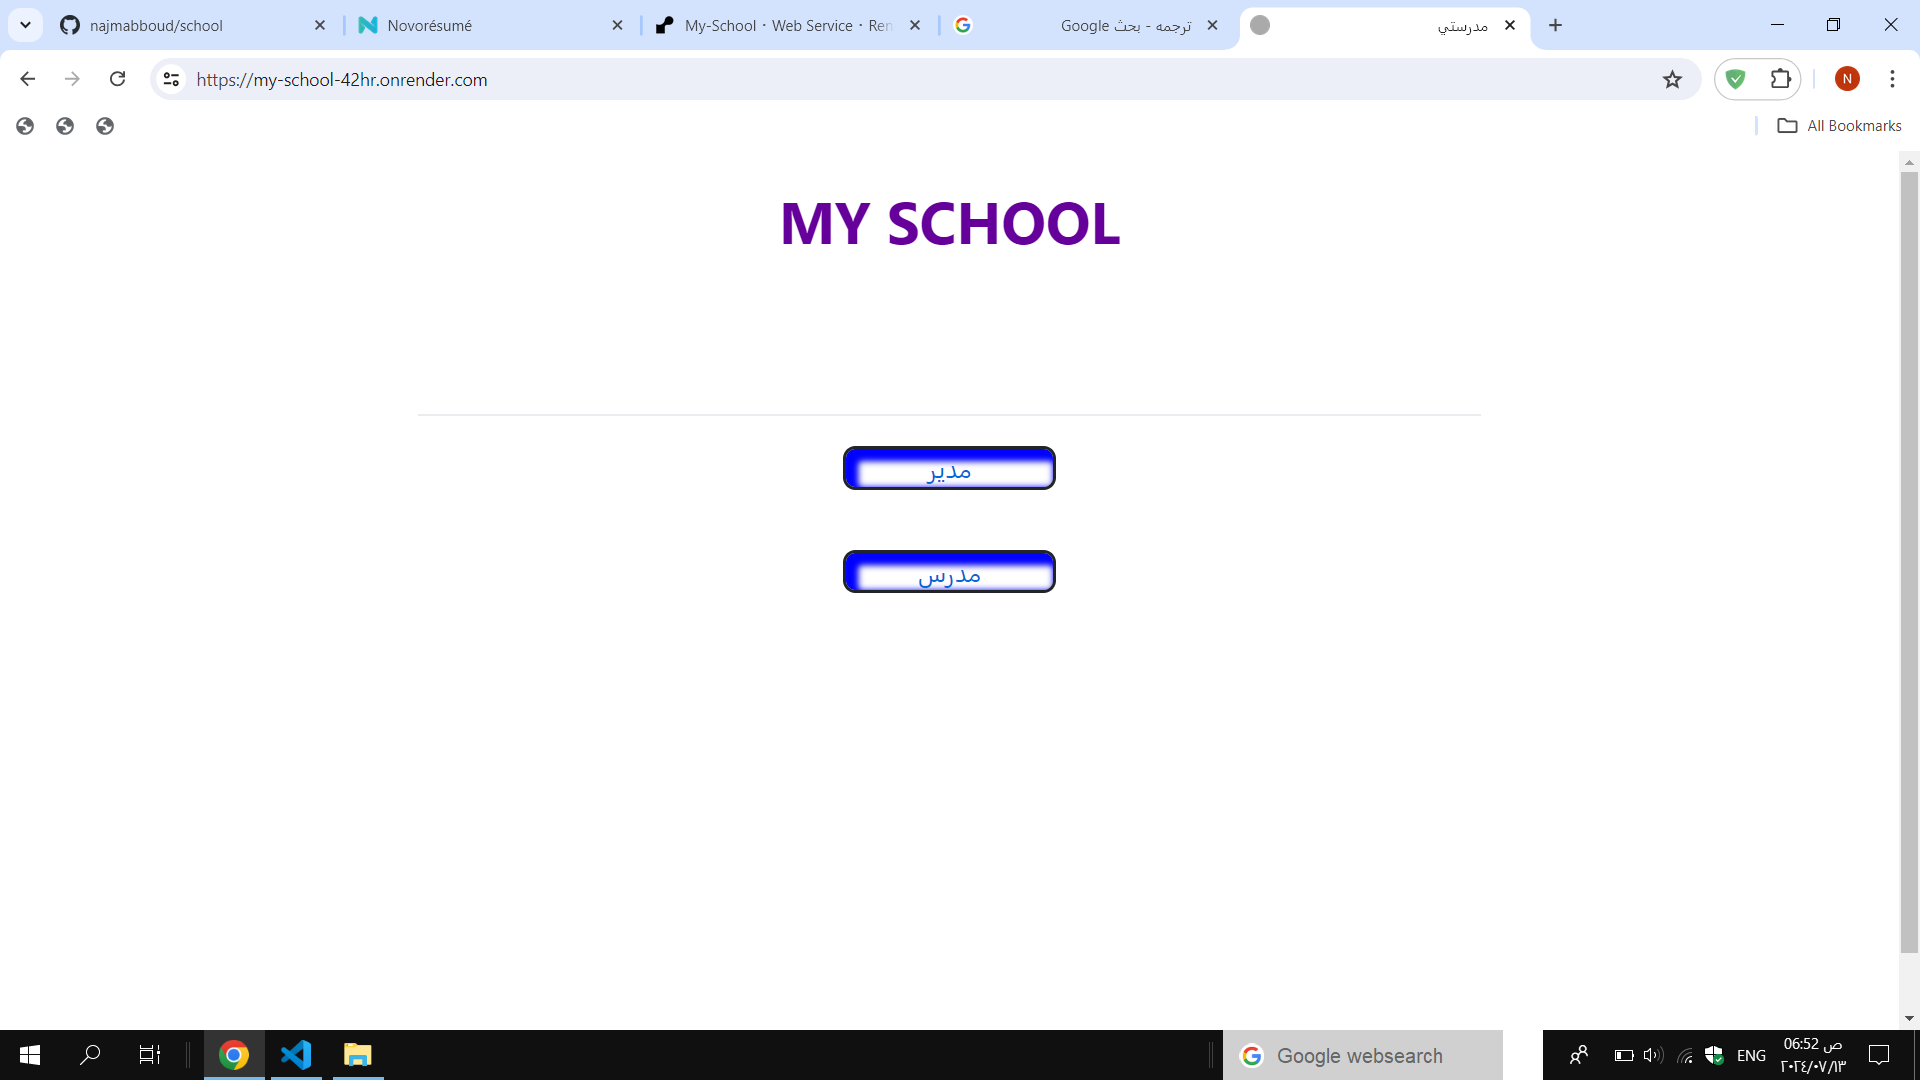 najmabboud/school
Novorésumé
My-School · Web Service · Ren
ترجمه - بحث Google
مدرستي
https://my-school-42hr.onrender.com
N
All Bookmarks
MY SCHOOL
مدير
مدرس
Google websearch
ENG
06:52 ص
٢٠٢٤/٠٧/١٣